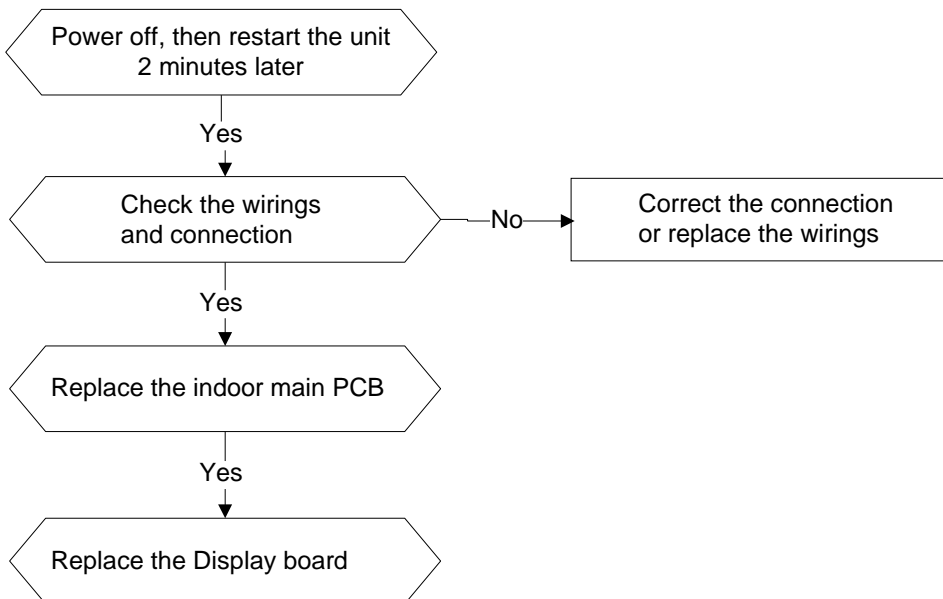 Power off, then restart the unit
2 minutes later
Yes
Check the wirings
and connection
No
Correct the connection
or replace the wirings
Yes
Replace the indoor main PCB
Yes
Replace the Display board